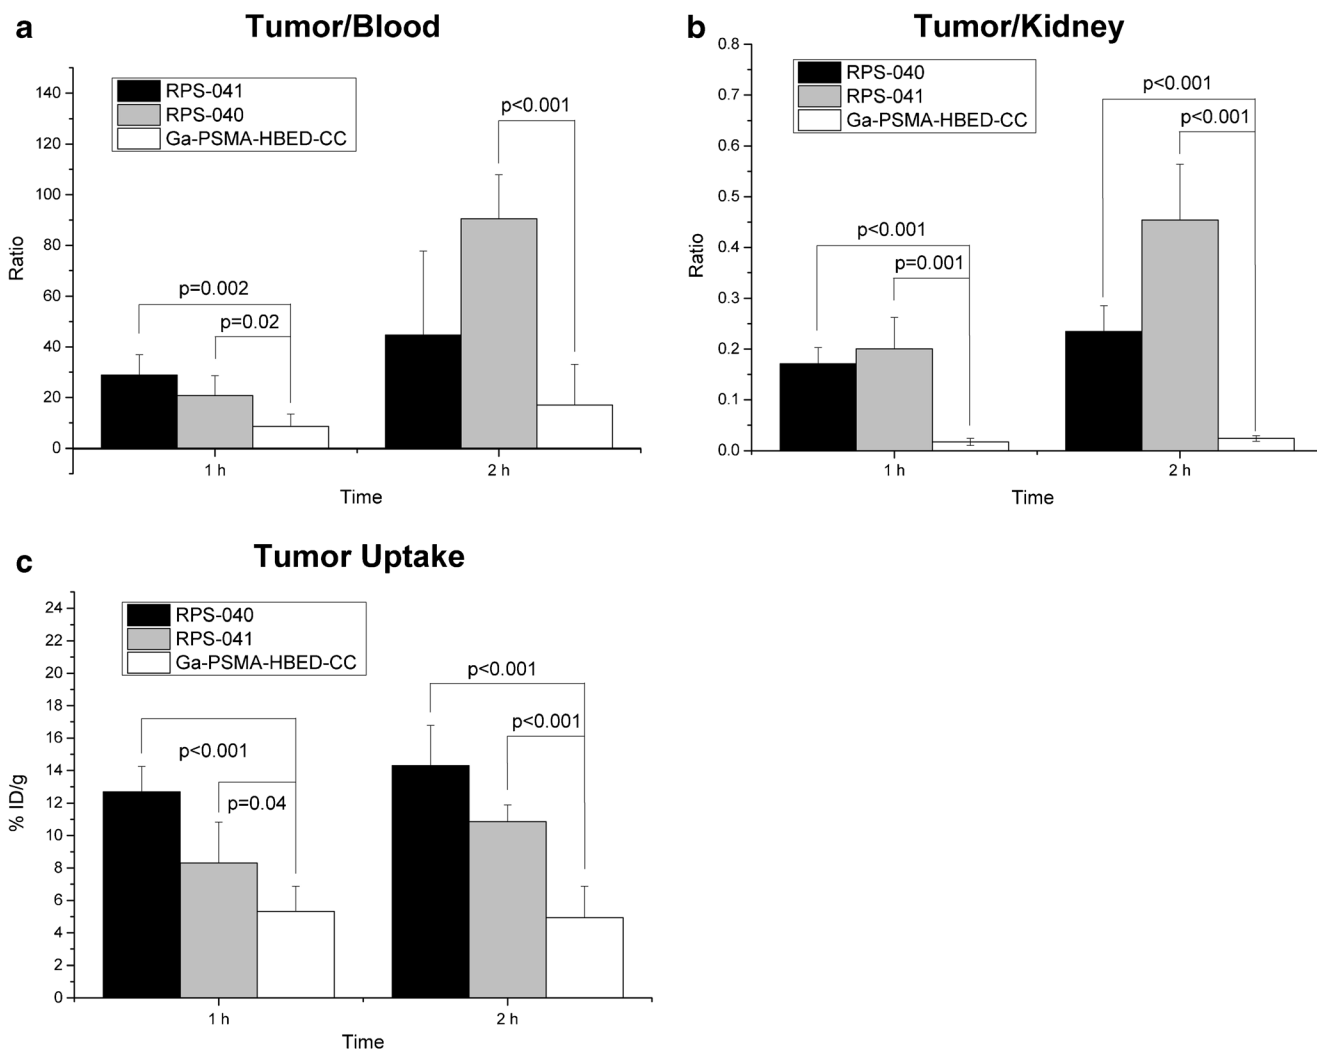 a
Tumor/Blood
RPS-041
RPS-040
Ga-PSMA-HBED-CC
140
120
100
80
60
40
20
0
Ratio
p=0.002
p=0.02
p<0.001
1 h
2 h
Time
b
Tumor/Kidney
RPS-040
RPS-041
Ga-PSMA-HBED-CC
0.8
0.7
0.6
0.5
0.4
0.3
0.2
0.1
0.0
Ratio
p<0.001
p=0.001
p<0.001
p<0.001
1 h
2 h
Time
c
Tumor Uptake
RPS-040
RPS-041
Ga-PSMA-HBED-CC
24
22
20
18
16
14
12
10
8
6
4
2
0
% ID/g
p<0.001
p=0.04
p<0.001
p<0.001
1 h
2 h
Time